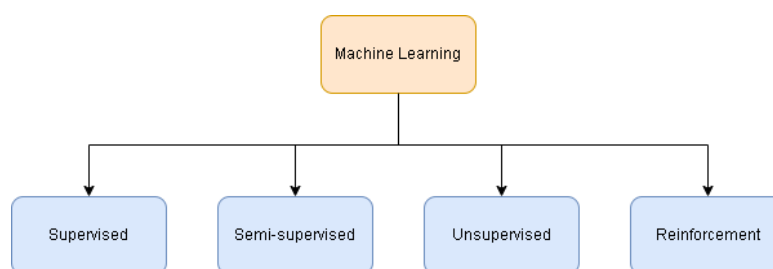 Machine Learning
Supervised
Semi-supervised
Unsupervised
Reinforcement